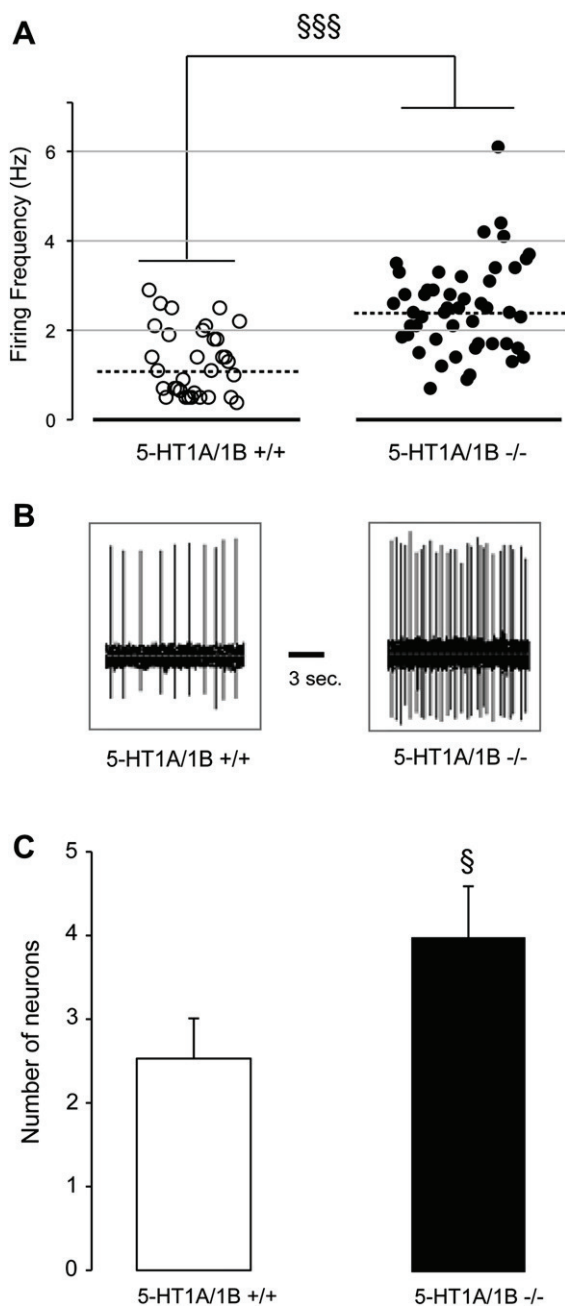 A
§§§
Firing Frequency (Hz)
6
4
2
0
5-HT1A/1B +/+
5-HT1A/1B -/-
B
3 sec.
5-HT1A/1B +/+
5-HT1A/1B -/-
C
Number of neurons
5
4
3
2
1
0
§
5-HT1A/1B +/+
5-HT1A/1B -/-